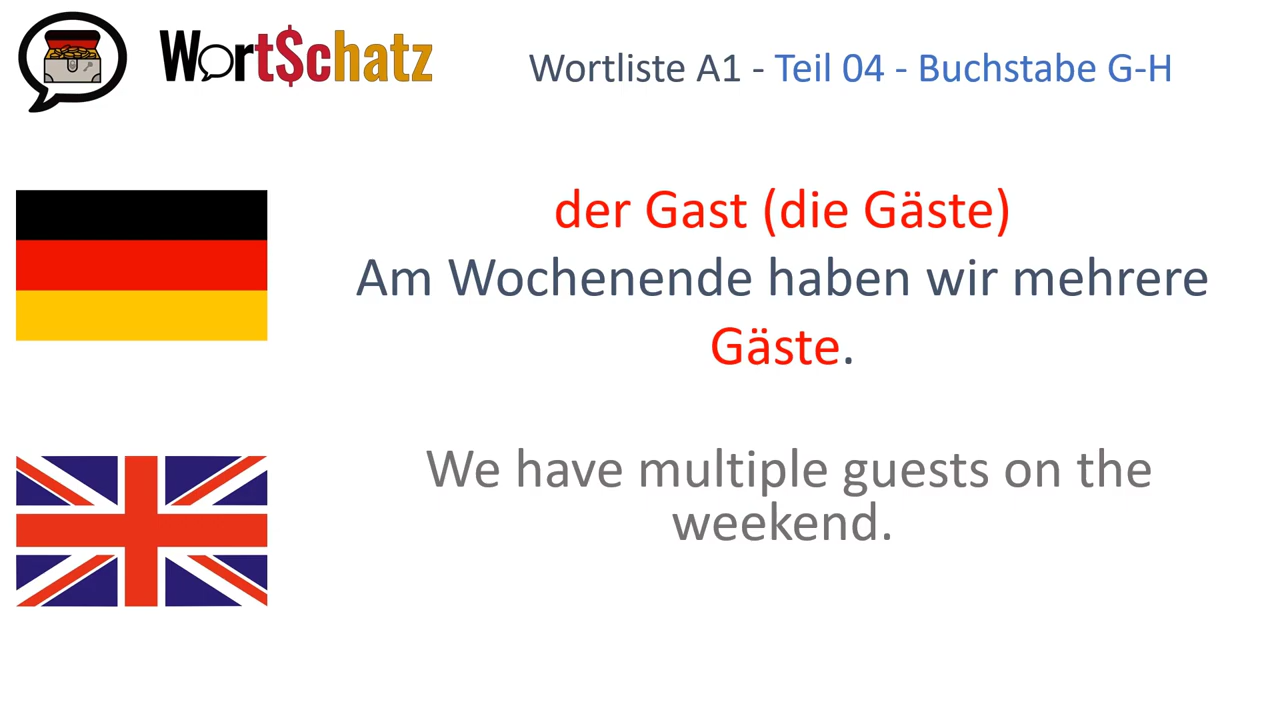 Wort$chatz
Wortliste A1 - Teil 04 - Buchstabe G-H
der Gast (die Gäste)
Am Wochenende haben wir mehrere
Gäste.
We have multiple guests on the
weekend.